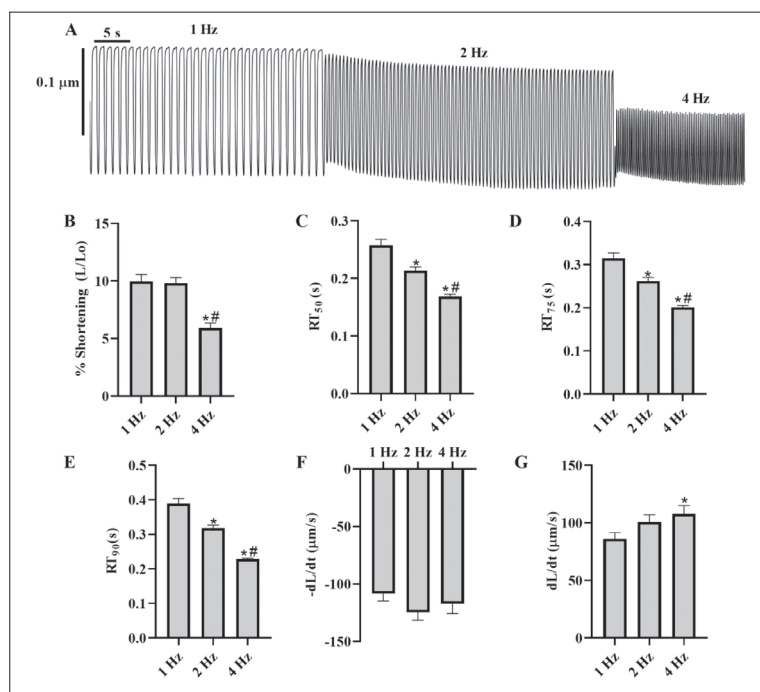 A
5 s
1 Hz
2 Hz
4 Hz
0.1 μm
B
% Shortening (L/Lo)
15
10
5
0
*#
1 Hz
2 Hz
4 Hz
C
RT50 (s)
0.3
0.2
0.1
0.0
*
*#
1 Hz
2 Hz
4 Hz
D
RT75 (s)
0.4
0.3
0.2
0.1
0.0
*
*#
1 Hz
2 Hz
4 Hz
E
RT90(s)
0.5
0.4
0.3
0.2
0.1
0.0
*
*#
1 Hz
2 Hz
4 Hz
F
1 Hz 2 Hz 4 Hz
-dL/dt (μm/s)
0
-50
-100
-150
G
dL/dt (μm/s)
150
100
50
0
*
1 Hz
2 Hz
4 Hz